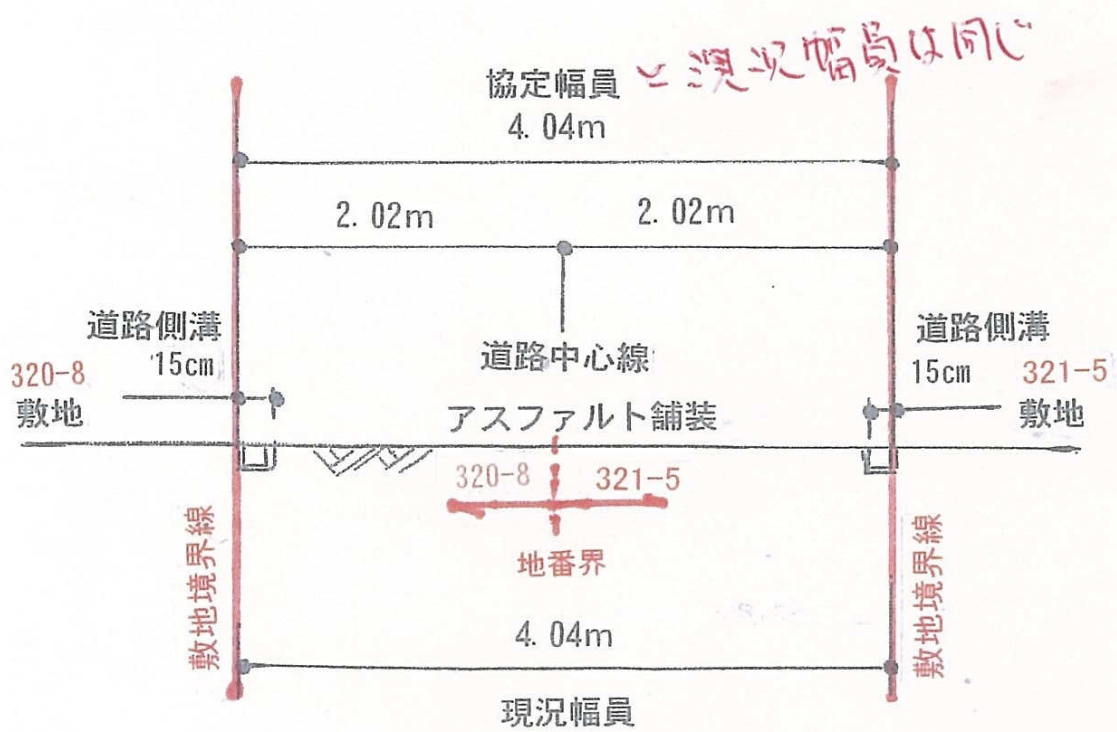 協定幅員 と現況幅員は同じ
4.04m
2.02m 2.02m
道路側溝
15cm
320-8
敷地
道路中心線
アスファルト舗装
道路側溝
15cm
321-5
敷地
320-8 321-5
地番界
敷地境界線
敷地境界線
4.04m
現況幅員